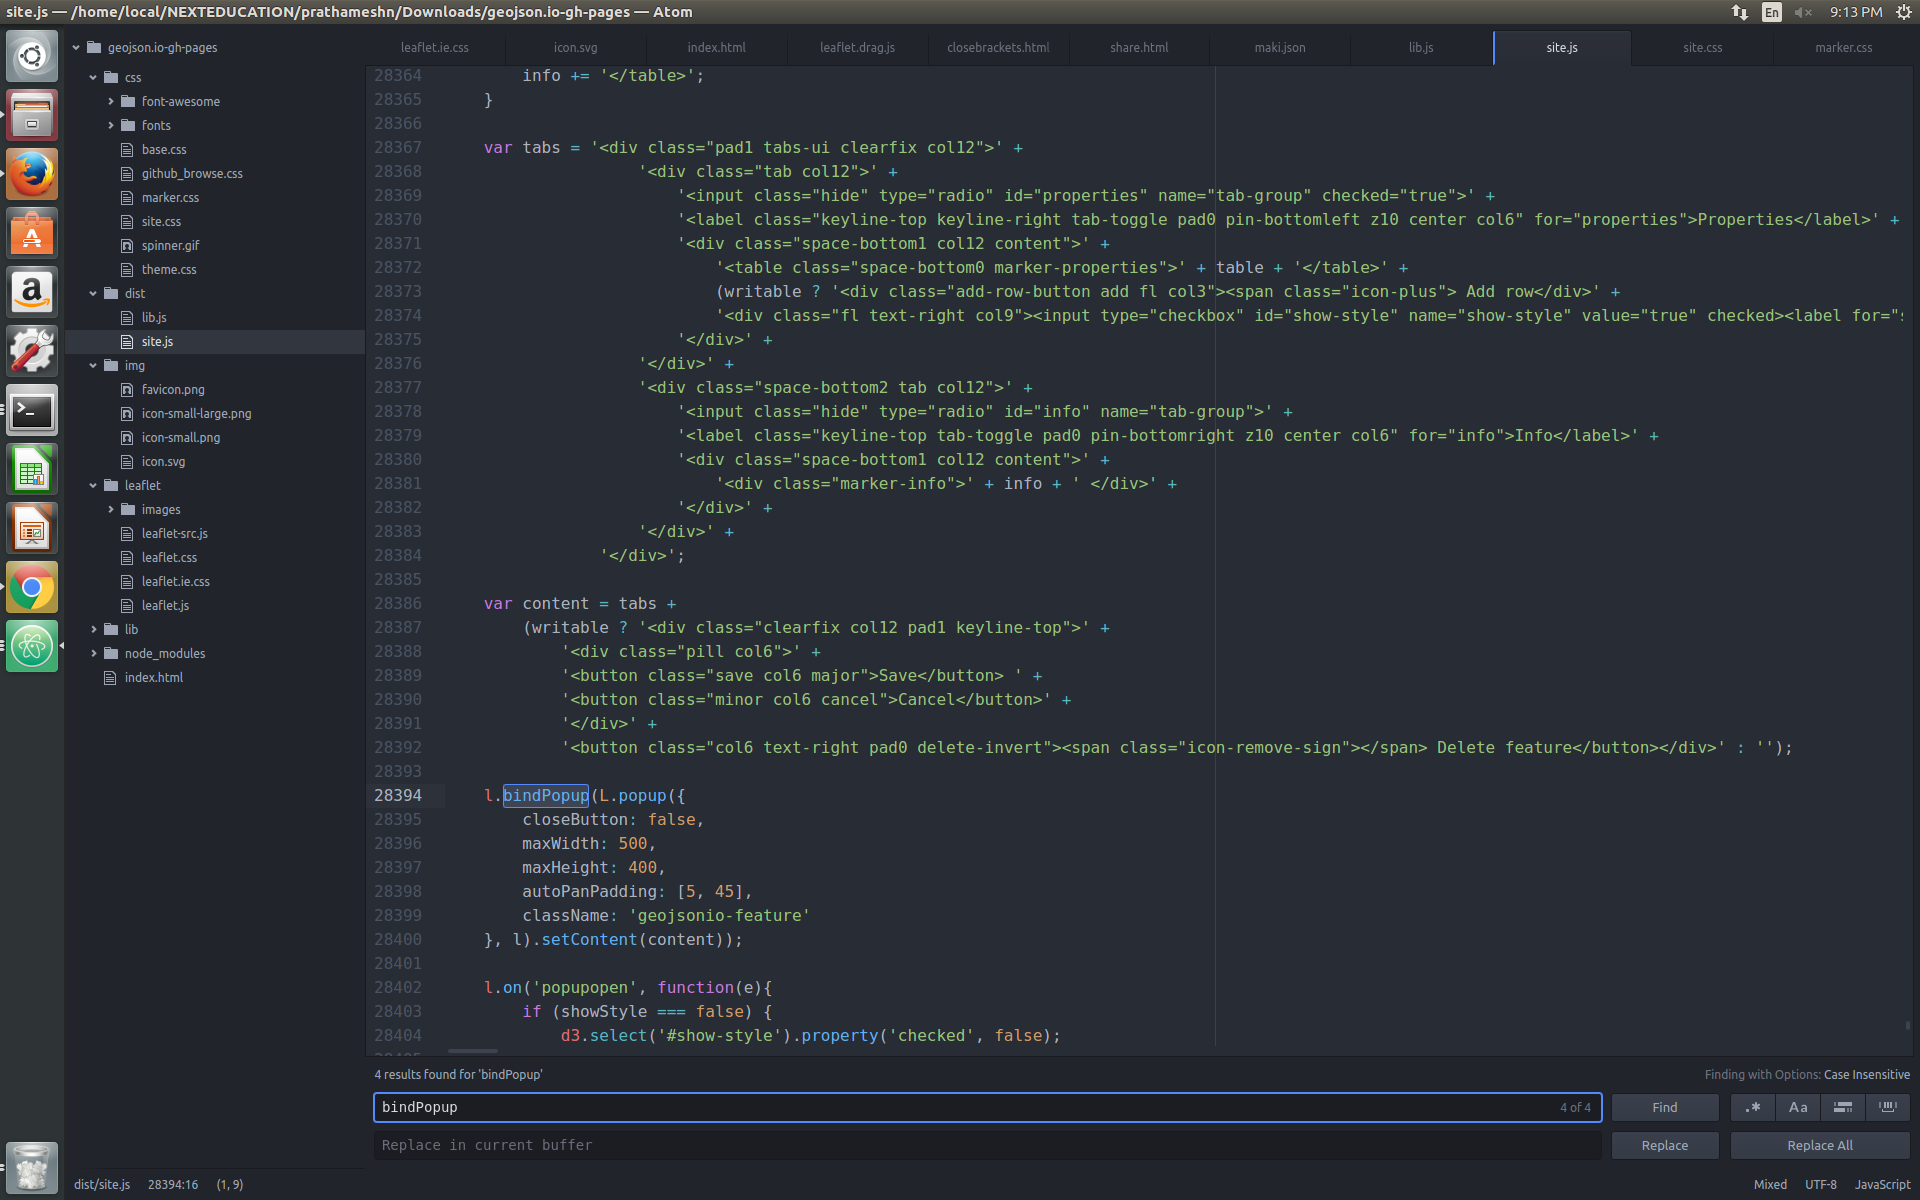 site.js — /home/local/NEXTEDUCATION/prathameshn/Downloads/geojson.io-gh-pages — Atom
En
9:13 PM
geojson.io-gh-pages
css
font-awesome
fonts
base.css
github_browse.css
marker.css
site.css
spinner.gif
theme.css
dist
lib.js
site.js
img
favicon.png
icon-small-large.png
icon-small.png
icon.svg
leaflet
images
leaflet-src.js
leaflet.css
leaflet.ie.css
leaflet.js
lib
node_modules
index.html
leaflet.ie.css
icon.svg
index.html
leaflet.drag.js
closebrackets.html
share.html
maki.json
lib.js
site.js
site.css
marker.css
28364 info += '</table>';
28365 }
28366
28367 var tabs = '<div class="pad1 tabs-ui clearfix col12">' +
28368 '<div class="tab col12">' +
28369 '<input class="hide" type="radio" id="properties" name="tab-group" checked="true">' +
28370 '<label class="keyline-top keyline-right tab-toggle pad0 pin-bottomleft z10 center col6" for="properties">Properties</label>' +
28371 '<div class="space-bottom1 col12 content">' +
28372 '<table class="space-bottom0 marker-properties">' + table + '</table>' +
28373 (writable ? '<div class="add-row-button add fl col3"><span class="icon-plus"> Add row</div>' +
28374 '<div class="fl text-right col9"><input type="checkbox" id="show-style" name="show-style" value="true" checked><label for="s
28375 '</div>' +
28376 '</div>' +
28377 '<div class="space-bottom2 tab col12">' +
28378 '<input class="hide" type="radio" id="info" name="tab-group">' +
28379 '<label class="keyline-top tab-toggle pad0 pin-bottomright z10 center col6" for="info">Info</label>' +
28380 '<div class="space-bottom1 col12 content">' +
28381 '<div class="marker-info">' + info + ' </div>' +
28382 '</div>' +
28383 '</div>' +
28384 '</div>';
28385
28386 var content = tabs +
28387 (writable ? '<div class="clearfix col12 pad1 keyline-top">' +
28388 '<div class="pill col6">' +
28389 '<button class="save col6 major">Save</button> ' +
28390 '<button class="minor col6 cancel">Cancel</button>' +
28391 '</div>' +
28392 '<button class="col6 text-right pad0 delete-invert"><span class="icon-remove-sign"></span> Delete feature</button></div>' : '');
28393
28394 l.bindPopup(L.popup({
28395 closeButton: false,
28396 maxWidth: 500,
28397 maxHeight: 400,
28398 autoPanPadding: [5, 45],
28399 className: 'geojsonio-feature'
28400 }, l).setContent(content));
28401
28402 l.on('popupopen', function(e){
28403 if (showStyle === false) {
28404 d3.select('#show-style').property('checked', false);
4 results found for 'bindPopup'
Finding with Options: Case Insensitive
bindPopup
4 of 4
Find
.*
Aa
Replace in current buffer
Replace
Replace All
dist/site.js 28394:16 (1, 9)
Mixed UTF-8 JavaScript